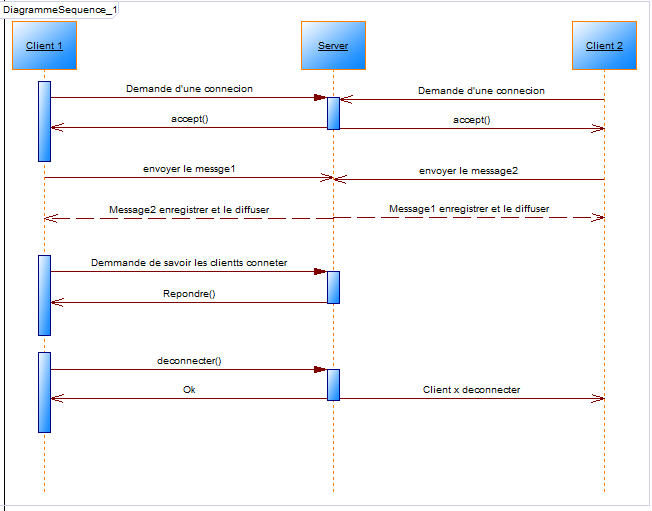 DiagrammeSequence_1
Client 1
Server
Client 2
Demande d'une connecion
Demande d'une connecion
accept()
accept()
envoyer le messge1
envoyer le message2
Message2 enregistrer et le diffuser
Message1 enregistrer et le diffuser
Demmande de savoir les clientts conneter
Repondre()
deconnecter()
Ok
Client x deconnecter